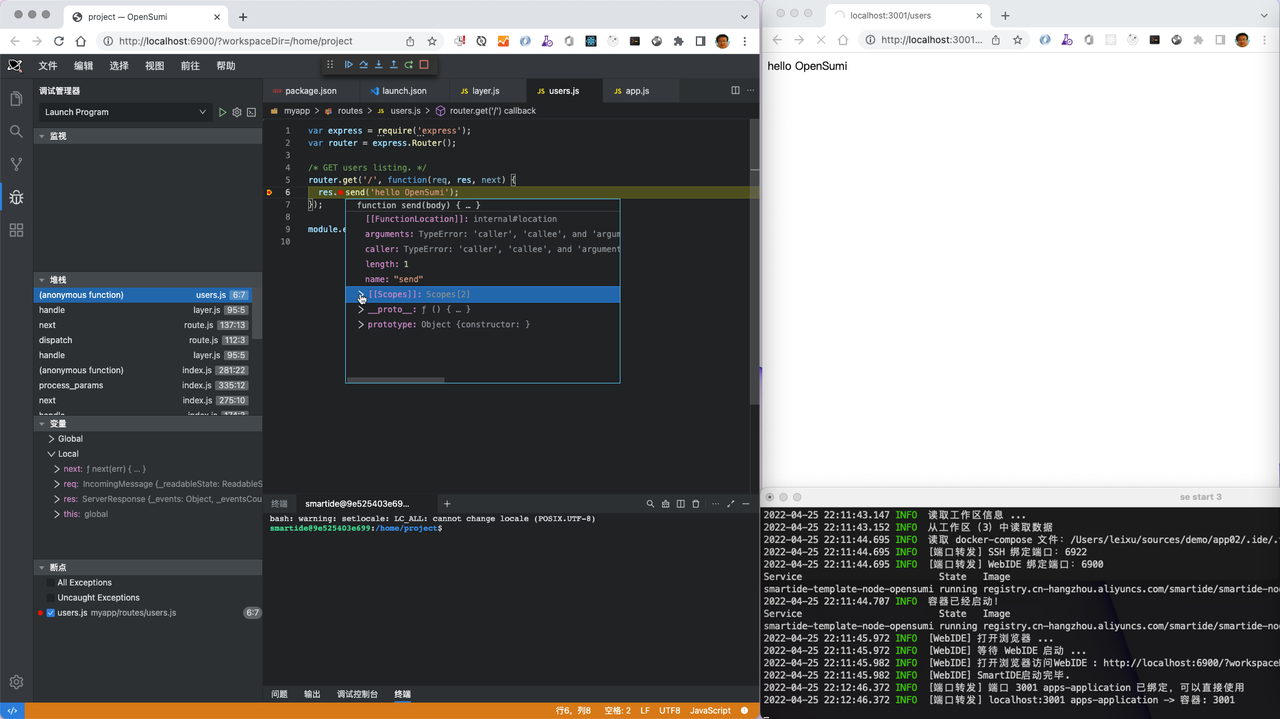 project — OpenSumi
http://localhost:6900/?workspaceDir=/home/project
文件 编辑 选择 视图 前往 帮助
调试管理器
Launch Program
监视
堆栈
(anonymous function) users.js 6:7
handle layer.js 95:5
next route.js 137:13
dispatch route.js 112:3
handle layer.js 95:5
(anonymous function) index.js 281:22
process_params index.js 335:12
next index.js 275:10
handle index.js 174:3
变量
Global
Local
next: ƒ next(err) { … }
req: IncomingMessage {_readableState: ReadableS
res: ServerResponse {_events: Object, _eventsCou
this: global
断点
All Exceptions
Uncaught Exceptions
users.js myapp/routes/users.js 6:7
package.json launch.json layer.js users.js app.js
myapp > routes > users.js > router.get('/') callback
1 var express = require('express');
2 var router = express.Router();
3
4 /* GET users listing. */
5 router.get('/', function(req, res, next) {
6 res. send('hello OpenSumi');
7 });
8
9 module.e
10
function send(body) { … }
[[FunctionLocation]]: internal#location
arguments: TypeError: 'caller', 'callee', and 'argum
caller: TypeError: 'caller', 'callee', and 'argument
length: 1
name: "send"
[[Scopes]]: Scopes[2]
__proto__: ƒ () { … }
prototype: Object {constructor: }
终端 smartide@9e525403e69...
bash: warning: setlocale: LC_ALL: cannot change locale (POSIX.UTF-8)
smartide@9e525403e699:/home/project$
问题 输出 调试控制台 终端
行6，列8 空格: 2 LF UTF8 JavaScript
localhost:3001/users
http://localhost:3001...
hello OpenSumi
se start 3
2022-04-25 22:11:43.147 INFO 读取工作区信息 ...
2022-04-25 22:11:43.152 INFO 从工作区 (3) 中读取数据
2022-04-25 22:11:44.695 INFO 读取 docker-compose 文件: /Users/leixu/sources/demo/app02/.ide/.
2022-04-25 22:11:44.695 INFO [端口转发] SSH 绑定端口: 6922
2022-04-25 22:11:44.695 INFO [端口转发] WebIDE 绑定端口: 6900
Service State Image
smartide-template-node-opensumi running registry.cn-hangzhou.aliyuncs.com/smartide/smartide-
2022-04-25 22:11:44.707 INFO 容器已经启动!
Service State Image
smartide-template-node-opensumi running registry.cn-hangzhou.aliyuncs.com/smartide/smartide-
2022-04-25 22:11:45.972 INFO [WebIDE] 打开浏览器 ...
2022-04-25 22:11:45.972 INFO [WebIDE] 等待 WebIDE 启动 ...
2022-04-25 22:11:45.982 INFO [WebIDE] 打开浏览器访问WebIDE : http://localhost:6900/?workspac
2022-04-25 22:11:45.982 INFO [WebIDE] SmartIDE启动完毕.
2022-04-25 22:12:46.372 INFO [端口转发] 端口 3001 apps-application 已绑定，可以直接使用
2022-04-25 22:12:46.372 INFO [端口转发] localhost:3001 apps-application -> 容器: 3001